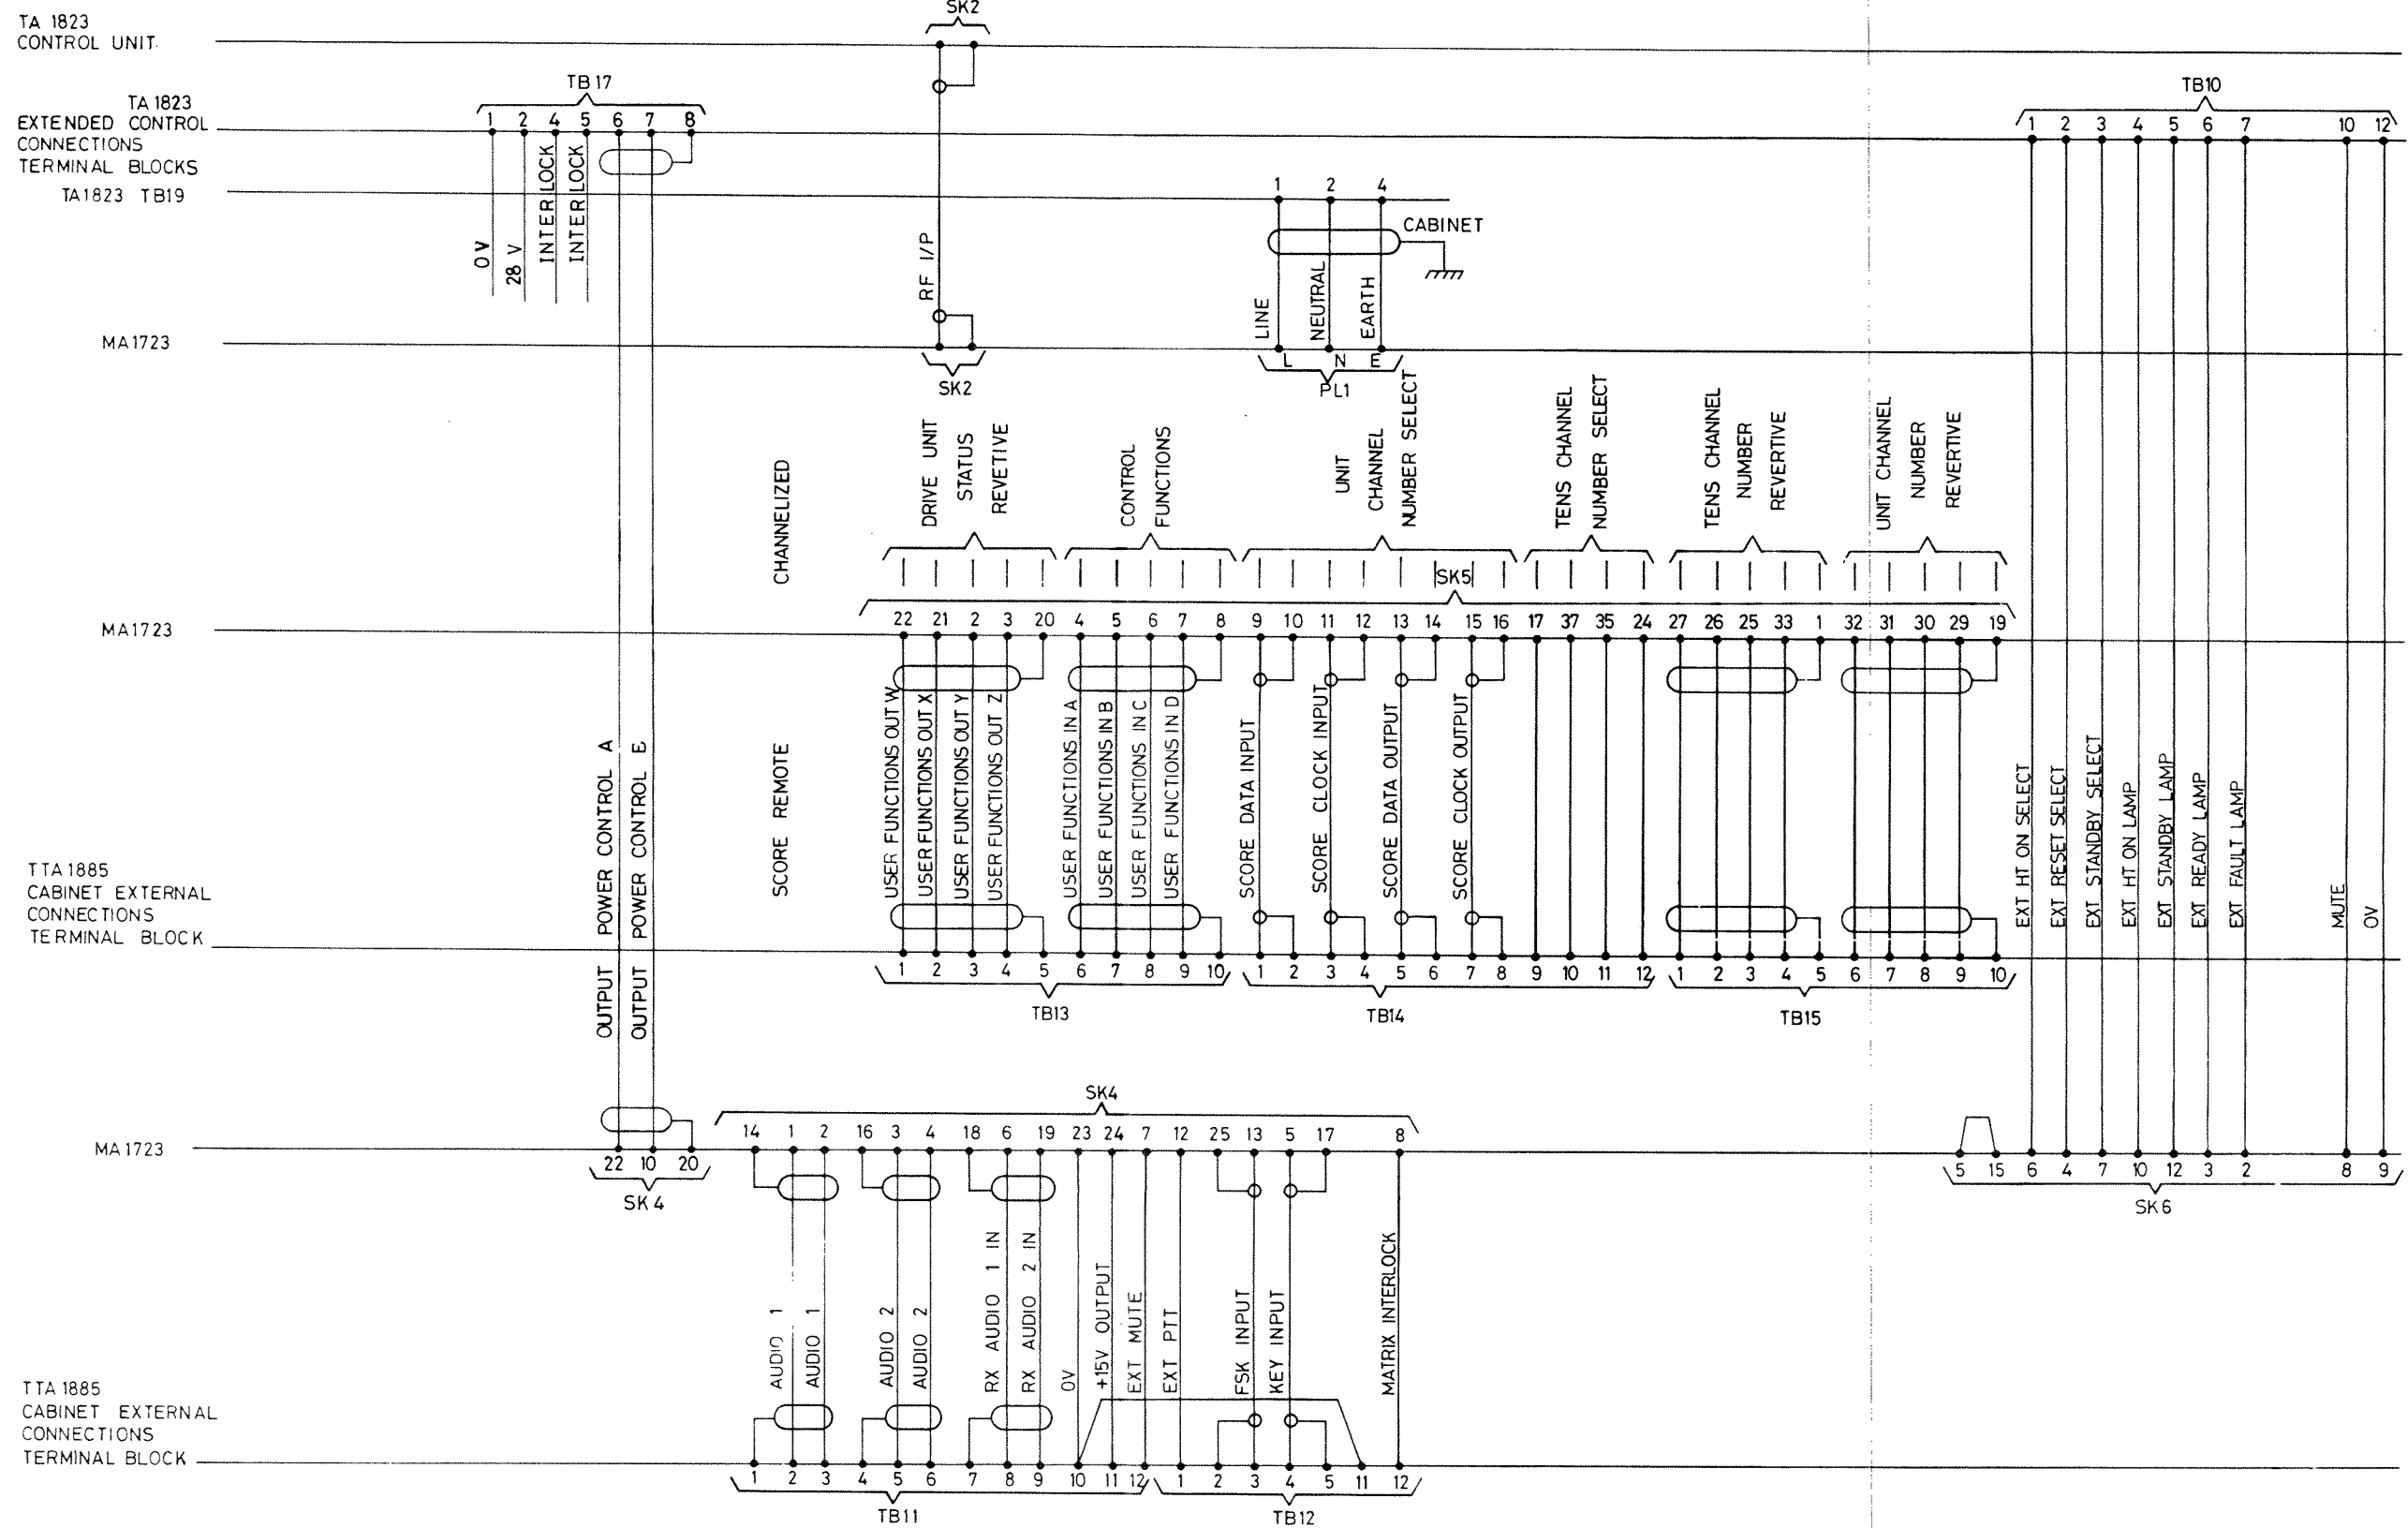 SK2
TA 1823
CONTROL UNIT.
TB 17
TB10
TA 1823
EXTENDED CONTROL
CONNECTIONS
TERMINAL BLOCKS
1 2 4 5 6 7 8
1 2 3 4 5 6 7 10 12
TA1823 TB19
1 2 4
CABINET
0V
28 V
INTERLOCK
INTERLOCK
RF I/P
LINE
NEUTRAL
EARTH
MA1723
L N E
SK2
PL1
CHANNELIZED
DRIVE UNIT
STATUS
REVETIVE
CONTROL
FUNCTIONS
UNIT
CHANNEL
NUMBER SELECT
TENS CHANNEL
NUMBER SELECT
TENS CHANNEL
NUMBER
REVERTIVE
UNIT CHANNEL
NUMBER
REVERTIVE
SK5
MA1723
22 21 2 3 20 4 5 6 7 8 9 10 11 12 13 14 15 16 17 37 35 24 27 26 25 33 1 32 31 30 29 19
OUTPUT POWER CONTROL A
OUTPUT POWER CONTROL E
SCORE REMOTE
USER FUNCTIONS OUT W
USER FUNCTIONS OUT X
USER FUNCTIONS OUT Y
USER FUNCTIONS OUT Z
USER FUNCTIONS IN A
USER FUNCTIONS IN B
USER FUNCTIONS IN C
USER FUNCTIONS IN D
SCORE DATA INPUT
SCORE CLOCK INPUT
SCORE DATA OUTPUT
SCORE CLOCK OUTPUT
EXT HT ON SELECT
EXT RESET SELECT
EXT STANDBY SELECT
EXT HT ON LAMP
EXT STANDBY LAMP
EXT READY LAMP
EXT FAULT LAMP
MUTE
0V
TTA 1885
CABINET EXTERNAL
CONNECTIONS
TERMINAL BLOCK
1 2 3 4 5 6 7 8 9 10 1 2 3 4 5 6 7 8 9 10 11 12 1 2 3 4 5 6 7 8 9 10
TB13
TB14
TB15
SK4
14 1 2 16 3 4 18 6 19 23 24 7 12 25 13 5 17 8
MA1723
22 10 20
5 15 6 4 7 10 12 3 2 8 9
SK 4
SK 6
AUDIO 1
AUDIO 1
AUDIO 2
AUDIO 2
RX AUDIO 1 IN
RX AUDIO 2 IN
0V
+15V OUTPUT
EXT MUTE
EXT PTT
FSK INPUT
KEY INPUT
MATRIX INTERLOCK
TTA 1885
CABINET EXTERNAL
CONNECTIONS
TERMINAL BLOCK
1 2 3 4 5 6 7 8 9 10 11 12 1 2 3 4 5 11 12
TB11
TB12